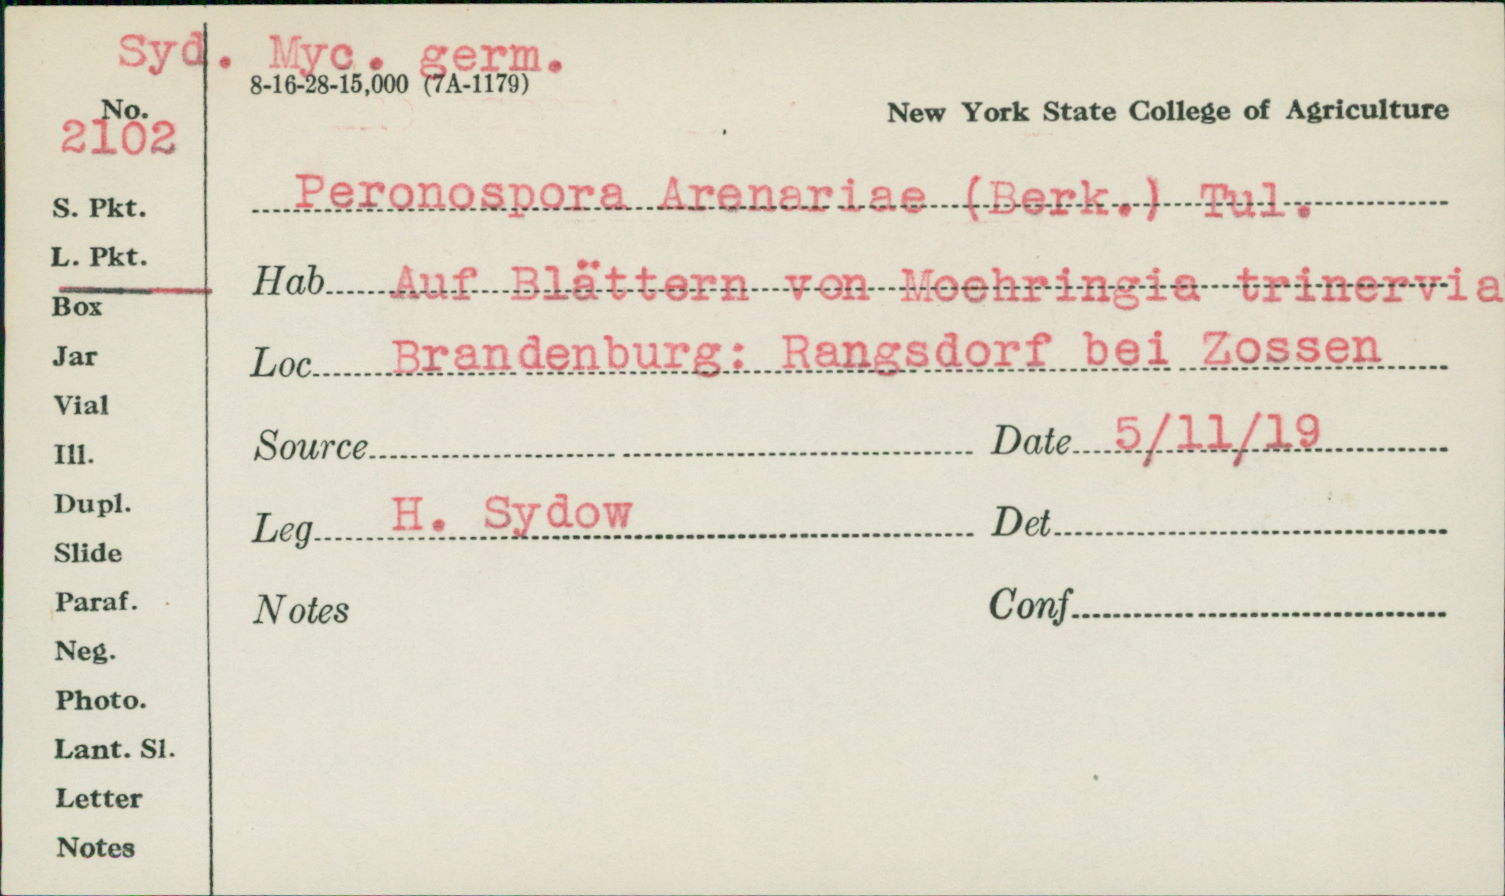 Syd. Myc. germ.
8-16-28-15,000 (7A-1179)
No.
2102
New York State College of Agriculture
Peronospora Arenariae (Berk.) Tul.
S. Pkt.
L. Pkt.
Hab Auf Blättern von Moehringia trinervia
Box
Loc Brandenburg: Rangsdorf bei Zossen
Jar
Vial
Source Date 5/11/19
Ill.
Dupl.
Leg H. Sydow Det
Slide
Paraf.
Notes Conf
Neg.
Photo.
Lant. Sl.
Letter
Notes